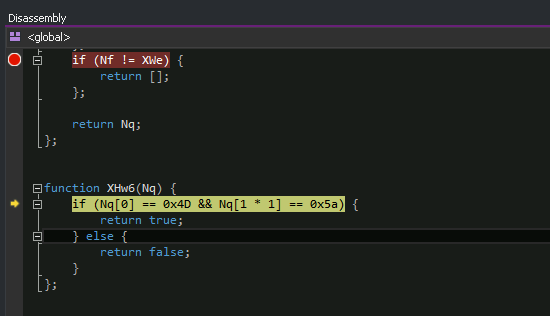 Disassembly
<global>
if (Nf != XWe) {
return [];
};
return Nq;
};
function XHw6(Nq) {
if (Nq[0] == 0x4D && Nq[1 * 1] == 0x5a) {
return true;
} else {
return false;
}
};